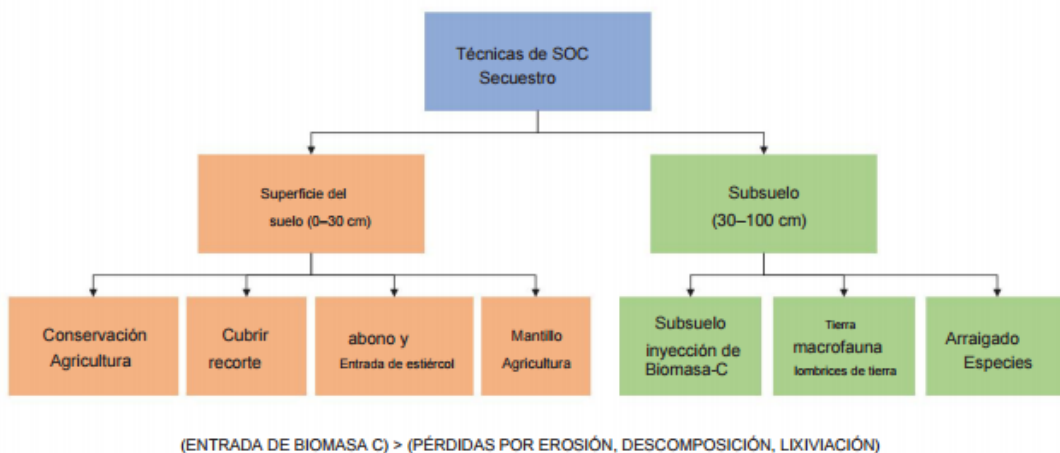 Técnicas de SOC
Secuestro
Superficie del
suelo (0–30 cm)
Subsuelo
(30–100 cm)
Conservación
Agricultura
Cubrir
recorte
abono y
Entrada de estiércol
Mantillo
Agricultura
Subsuelo
inyección de
Biomasa-C
Tierra
macrofauna
lombrices de tierra
Arraigado
Especies
(ENTRADA DE BIOMASA C) > (PÉRDIDAS POR EROSIÓN, DESCOMPOSICIÓN, LIXIVIACIÓN)